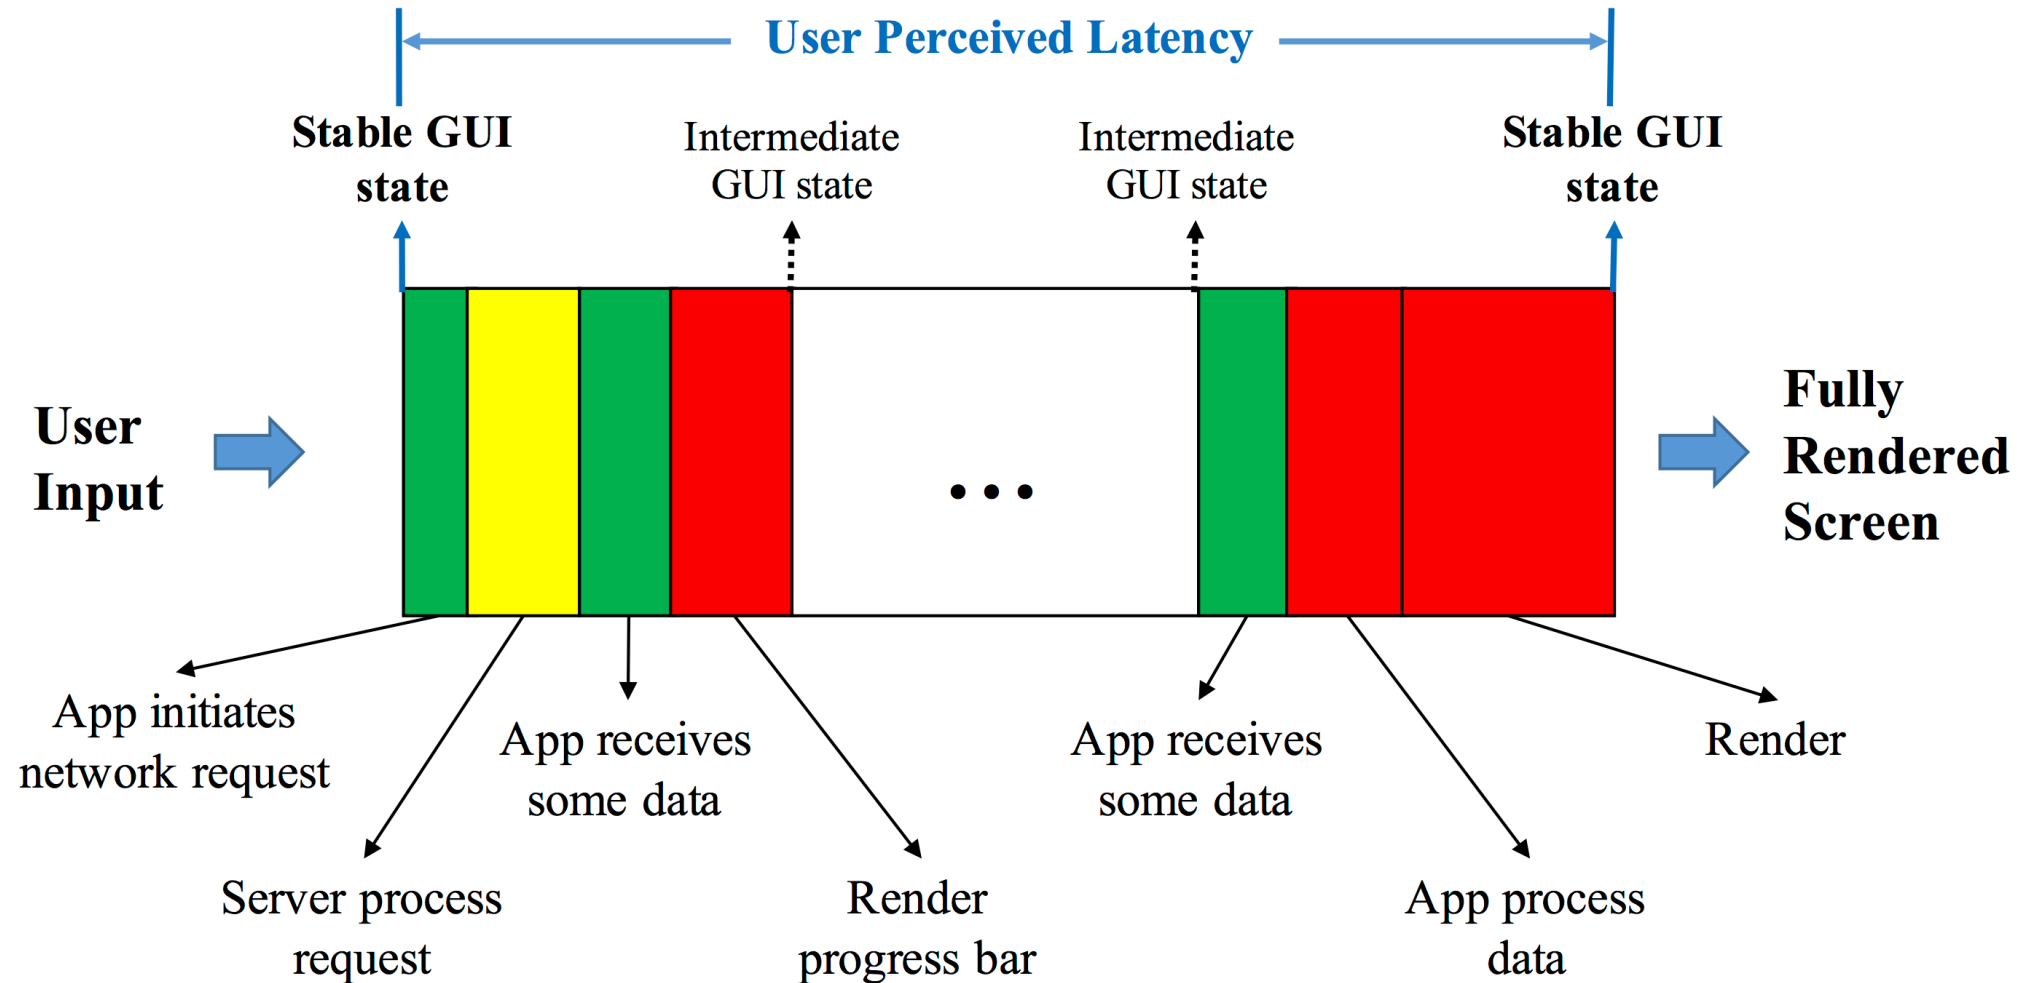 User Perceived Latency
Stable GUI
state
Intermediate
GUI state
Intermediate
GUI state
Stable GUI
state
User
Input
...
Fully
Rendered
Screen
App initiates
network request
Server process
request
App receives
some data
Render
progress bar
App receives
some data
App process
data
Render